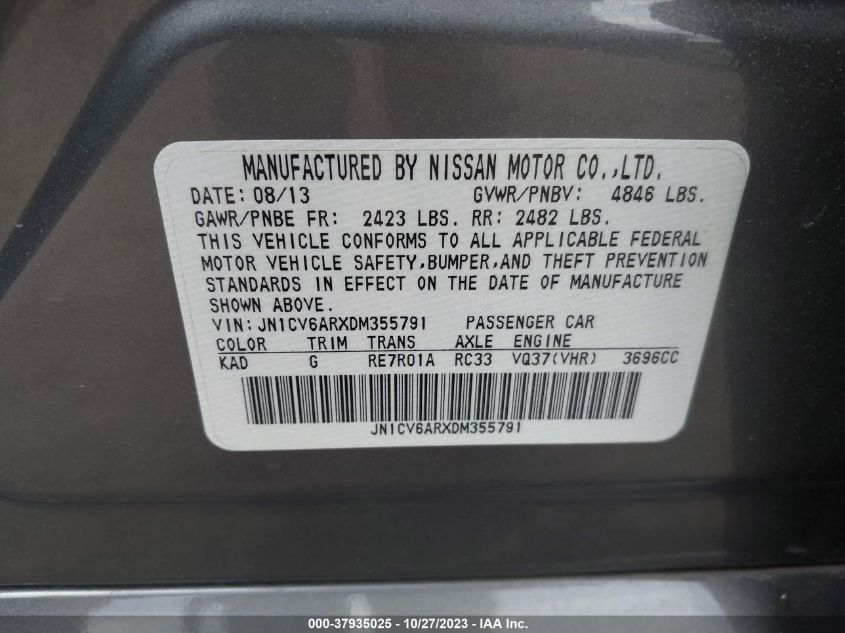 MANUFACTURED BY NISSAN MOTOR CO.,LTD.
DATE: 08/13 GVWR/PNBV: 4846 LBS.
GAWR/PNBE FR: 2423 LBS. RR: 2482 LBS.
THIS VEHICLE CONFORMS TO ALL APPLICABLE FEDERAL
MOTOR VEHICLE SAFETY,BUMPER,AND THEFT PREVENTION
STANDARDS IN EFFECT ON THE DATE OF MANUFACTURE
SHOWN ABOVE.
VIN:JN1CV6ARXDM355791 PASSENGER CAR
COLOR TRIM TRANS AXLE ENGINE
KAD G RE7R01A RC33 VQ37(VHR) 3696CC
JN1CV6ARXDM355791
000-37935025 - 10/27/2023 - IAA Inc.